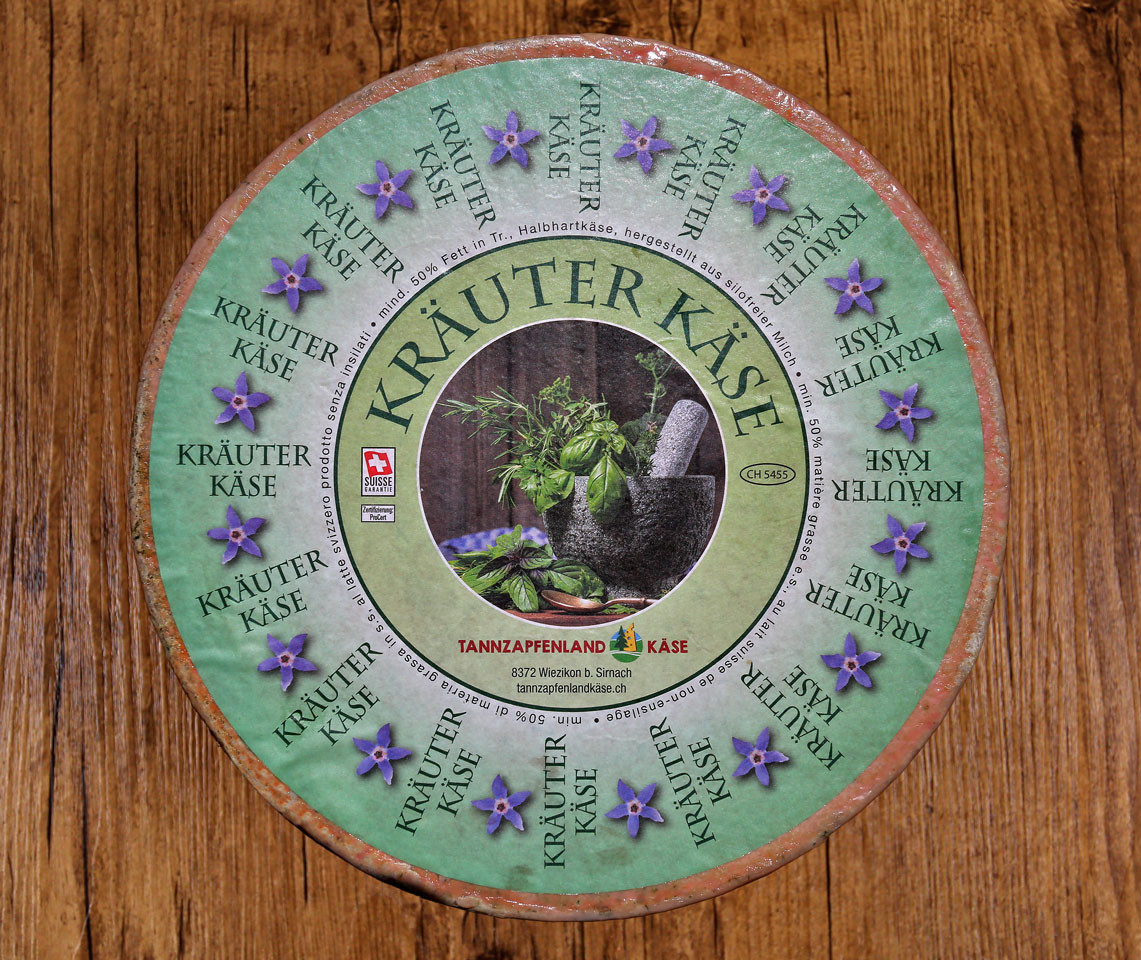 KRÄUTER
KÄSE
KRÄUTER
KÄSE
KRÄUTER
KÄSE
KRÄUTER
KÄSE
KRÄUTER
KÄSE
KRÄUTER
KÄSE
KRÄUTER
KÄSE
KRÄUTER
KÄSE
KRÄUTER
KÄSE
KRÄUTER
KÄSE
KRÄUTER
KÄSE
KRÄUTER
KÄSE
KRÄUTER
KÄSE
KRÄUTER
KÄSE
KRÄUTER
KÄSE
KRÄUTER
KÄSE
• mind. 50% Fett in Tr., Halbhartkäse, hergestellt aus silofreier Milch • min. 50% matière grasse e.s., au lait suisse de non-ensilage • min. 50% di materia grassa in s.s, al latte svizzero prodotto senza insilati
KRÄUTER KÄSE
SUISSE
GARANTIE
Zertifizierung:
ProCert
CH 5455
TANNZAPFENLAND KÄSE
8372 Wiezikon b. Sirnach
tannzapfenlandkäse.ch